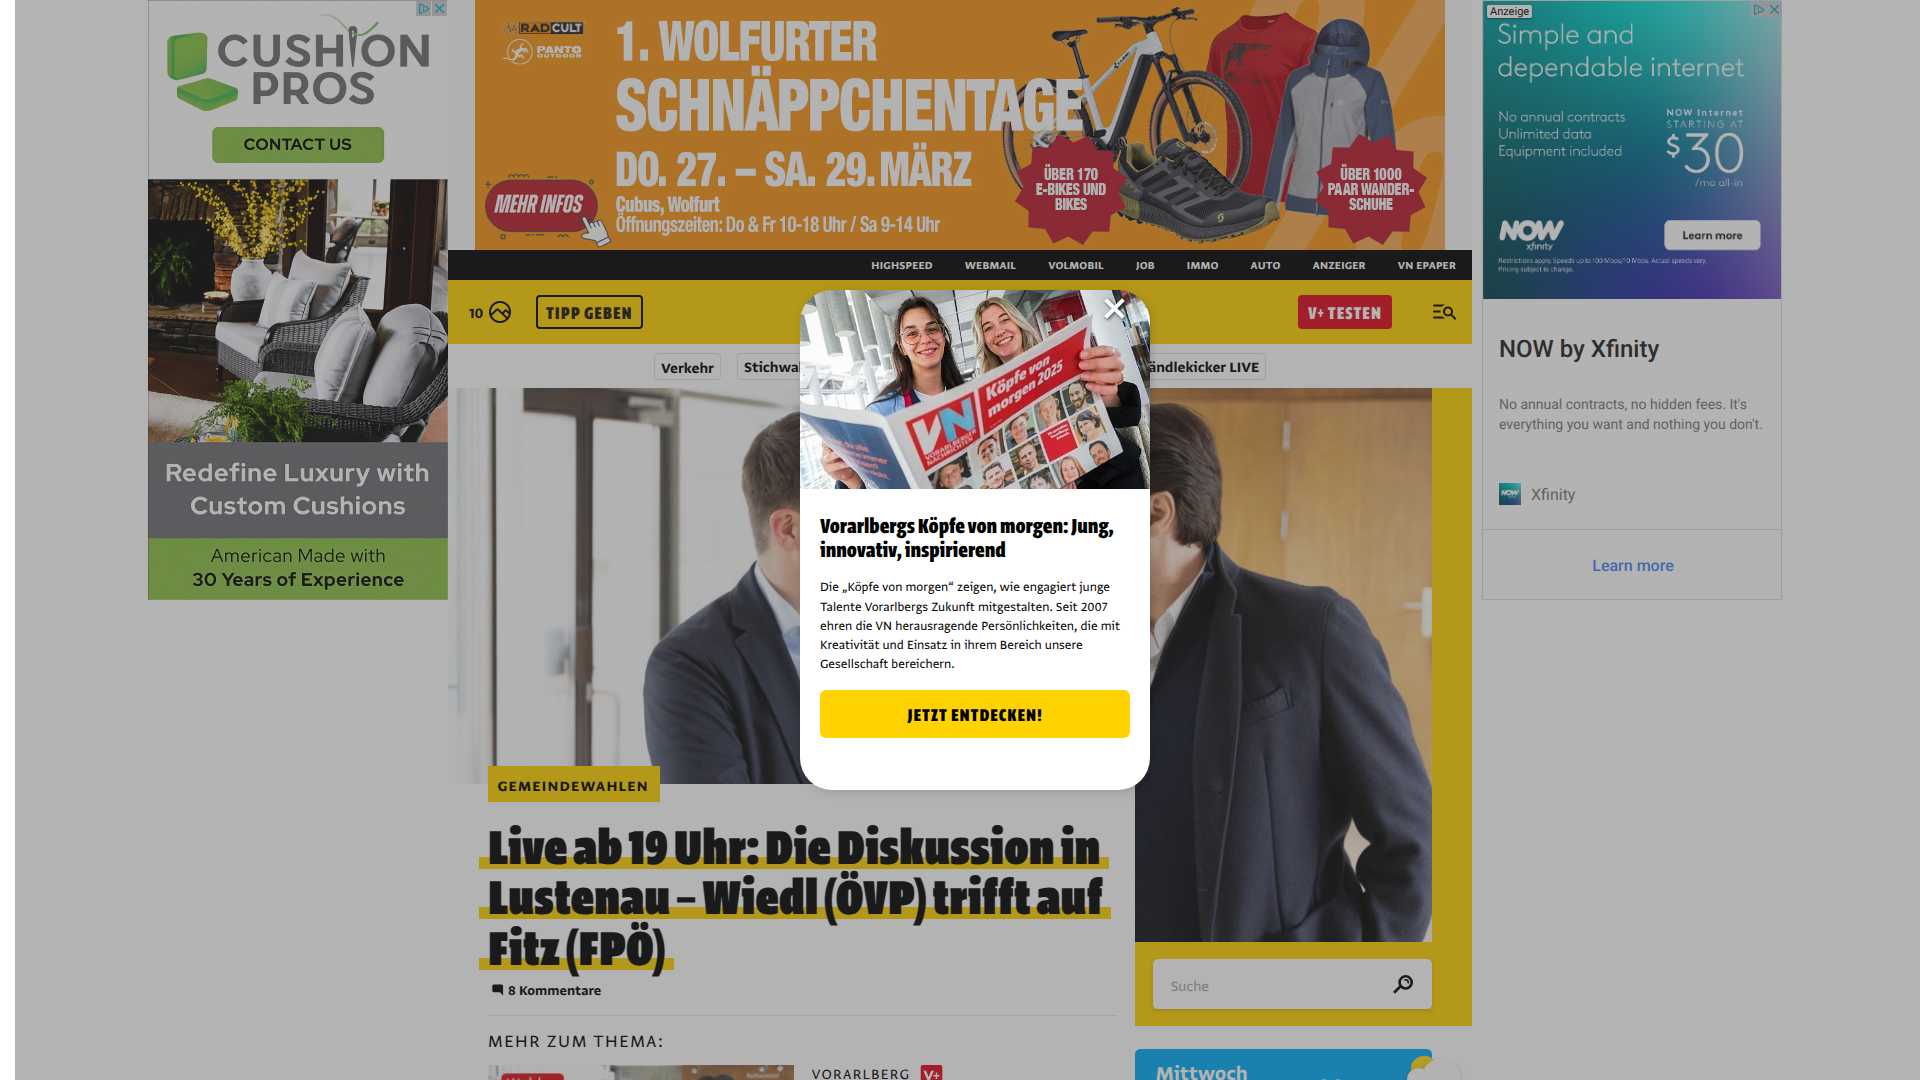 CUSHION
PROS
CONTACT US
Redefine Luxury with
Custom Cushions
American Made with
30 Years of Experience
RADCULT
PANTO
OUTDOOR
1. WOLFURTER
SCHNÄPPCHENTAGE
DO. 27. – SA. 29. MÄRZ
MEHR INFOS
Cubus, Wolfurt
Öffnungszeiten: Do & Fr 10-18 Uhr / Sa 9-14 Uhr
ÜBER 170
E-BIKES UND
BIKES
ÜBER 1000
PAAR WANDER-
SCHUHE
Anzeige
Simple and
dependable internet
No annual contracts
Unlimited data
Equipment included
NOW Internet
STARTING AT
$30
/mo all-in
NOW
xfinity
Learn more
Restrictions apply. Speeds up to 100 Mbps/10 Mbps. Actual speeds vary.
Pricing subject to change.
NOW by Xfinity
No annual contracts, no hidden fees. It's
everything you want and nothing you don't.
NOW
Xfinity
Learn more
HIGHSPEED WEBMAIL VOLMOBIL JOB IMMO AUTO ANZEIGER VN EPAPER
10
TIPP GEBEN
V+ TESTEN
Verkehr
Stichwa
ändlekicker LIVE
Köpfe von
morgen 2025
VN
VORARLBERGER
NACHRICHTEN
Vorarlbergs Köpfe von morgen: Jung,
innovativ, inspirierend
Die „Köpfe von morgen“ zeigen, wie engagiert junge
Talente Vorarlbergs Zukunft mitgestalten. Seit 2007
ehren die VN herausragende Persönlichkeiten, die mit
Kreativität und Einsatz in ihrem Bereich unsere
Gesellschaft bereichern.
JETZT ENTDECKEN!
GEMEINDEWAHLEN
Live ab 19 Uhr: Die Diskussion in
Lustenau – Wiedl (ÖVP) trifft auf
Fitz (FPÖ)
8 Kommentare
MEHR ZUM THEMA:
VORARLBERG V+
Suche
Mittwoch